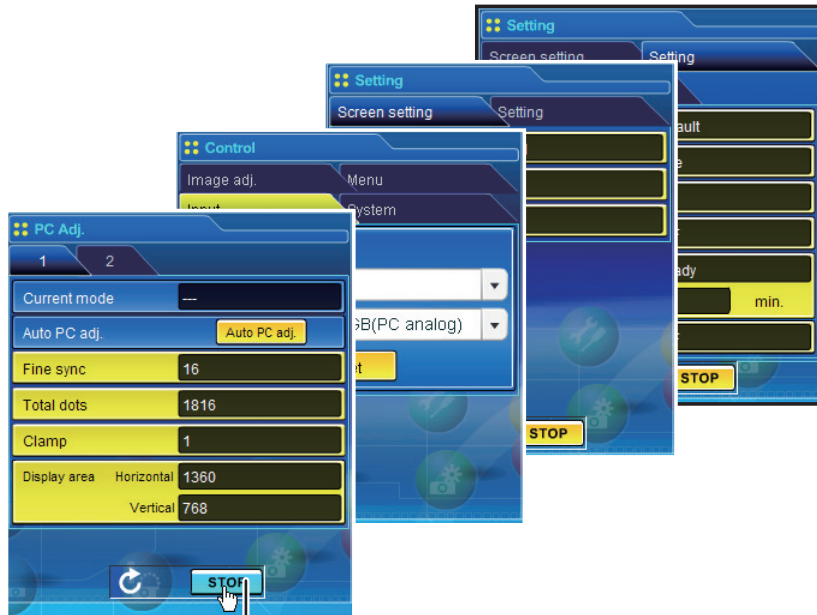 Setting
Screen setting Setting
ault
ady
min.
STOP
Setting
Screen setting Setting
STOP
Control
Image adj. Menu
Input System
GB(PC analog)
PC Adj.
1 2
Current mode ---
Auto PC adj. Auto PC adj.
Fine sync 16
Total dots 1816
Clamp 1
Display area Horizontal 1360
Vertical 768
STOP